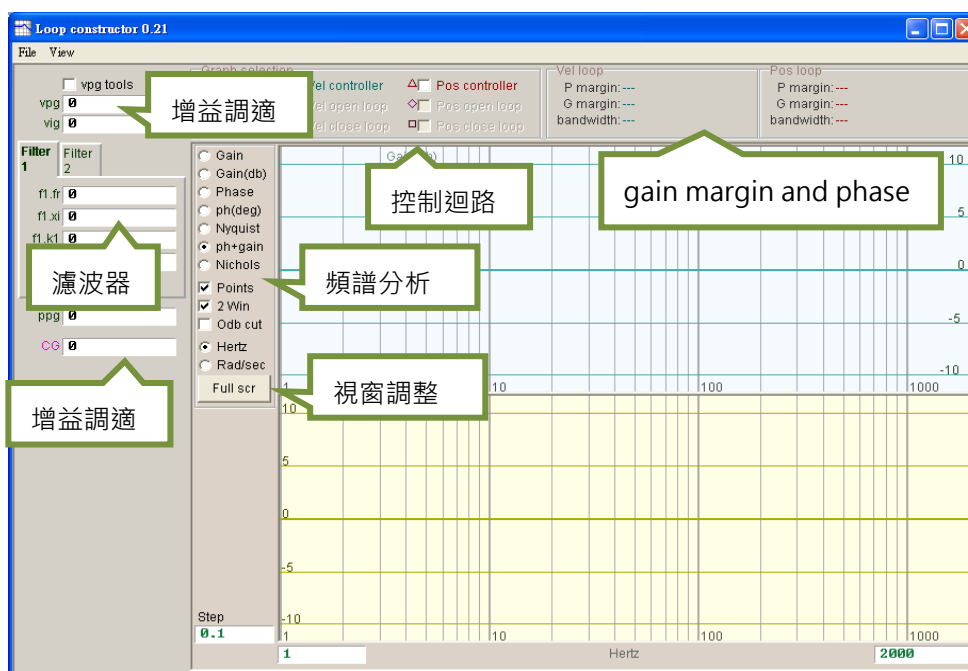 Loop constructor 0.21
File View
Graph selection
vpg tools
vpg 0
vig 0
增益調適
Vel controller
Vel open loop
Vel close loop
Pos controller
Pos open loop
Pos close loop
Vel loop
P margin:---
G margin:---
bandwidth:---
Pos loop
P margin:---
G margin:---
bandwidth:---
控制迴路
gain margin and phase
Filter 1
Filter 2
f1.fr 0
f1.xi 0
f1.k1 0
濾波器
ppg 0
CG 0
增益調適
Gain
Gain(db)
Phase
ph(deg)
Nyquist
ph+gain
Nichols
Points
2 Win
Odb cut
Hertz
Rad/sec
Full scr
頻譜分析
視窗調整
10
5
0
-5
-10
1 10 100 1000
10
5
0
-5
-10
1 10 100 1000
Step
0.1
1 Hertz 2000